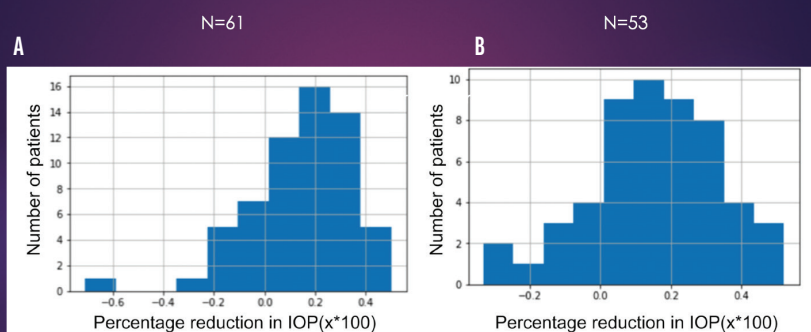 N=61
A
Number of patients
16
14
12
10
8
6
4
2
0
−0.6 −0.4 −0.2 0.0 0.2 0.4
Percentage reduction in IOP(x*100)
N=53
B
Number of patients
10
8
6
4
2
0
−0.2 0.0 0.2 0.4
Percentage reduction in IOP(x*100)